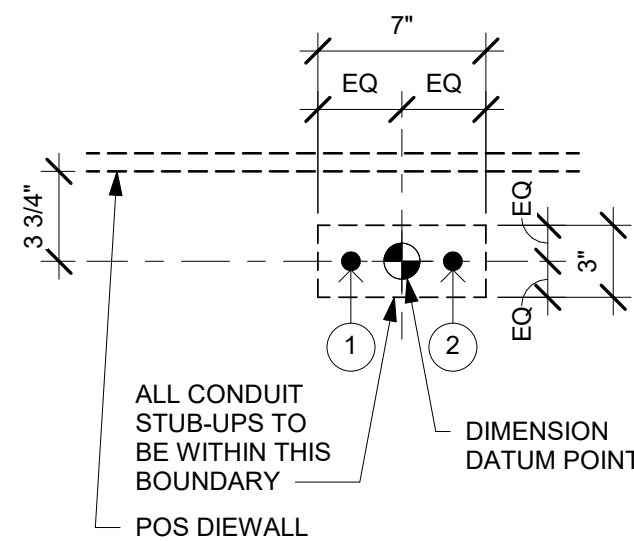 7"
EQ
EQ
3 3/4"
EQ
3"
EQ
1
2
ALL CONDUIT
STUB-UPS TO
BE WITHIN THIS
BOUNDARY
DIMENSION
DATUM POINT
POS DIEWALL